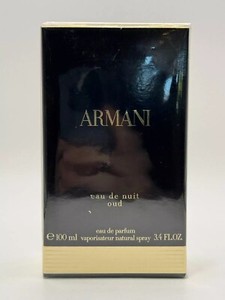 ARMANI
eau de nuit
oud
eau de parfum
℮100 ml vaporisateur natural spray 3.4 FL.OZ.